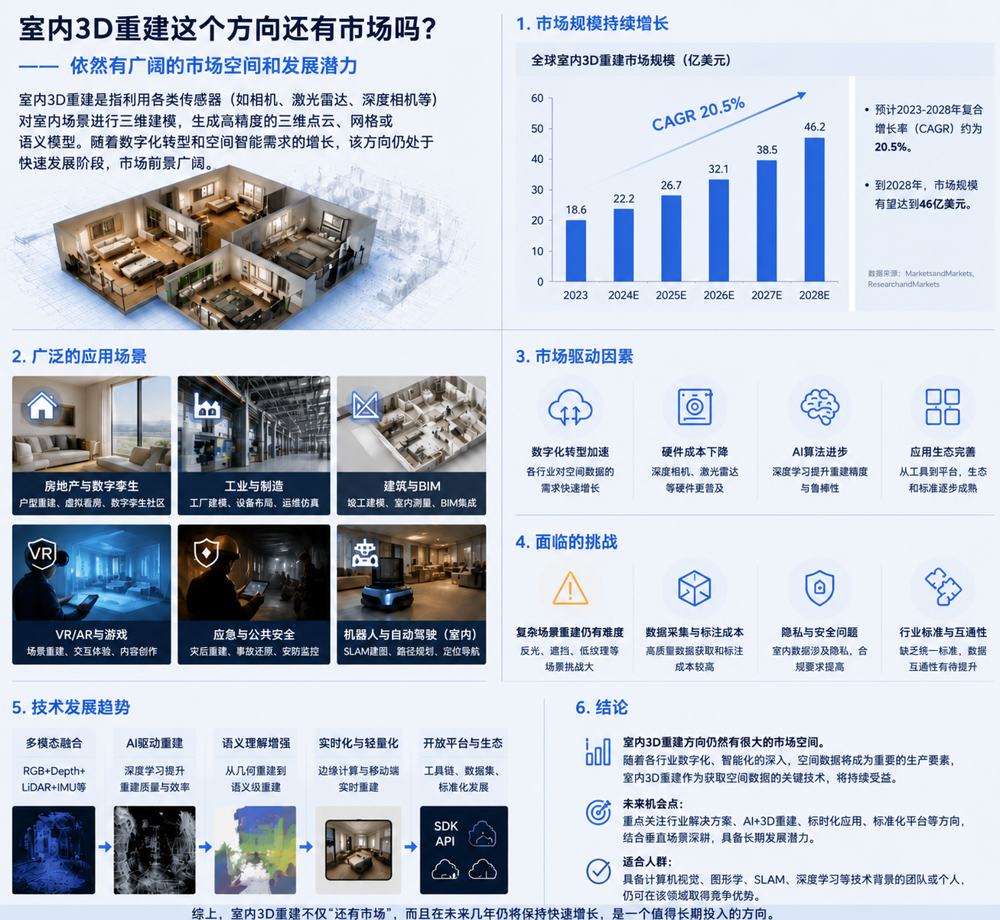 室内3D重建这个方向还有市场吗?
—— 依然有广阔的市场空间和发展潜力
室内3D重建是指利用各类传感器（如相机、激光雷达、深度相机等）
对室内场景进行三维建模，生成高精度的三维点云、网格或
语义模型。随着数字化转型和空间智能需求的增长，该方向仍处于
快速发展阶段，市场前景广阔。
1. 市场规模持续增长
全球室内3D重建市场规模（亿美元）
60
50
40
30
20
10
0
CAGR 20.5%
18.6
22.2
26.7
32.1
38.5
46.2
2023
2024E
2025E
2026E
2027E
2028E
• 预计2023-2028年复合
增长率（CAGR）约为
20.5%。
• 到2028年，市场规模
有望达到46亿美元。
数据来源：MarketsandMarkets,
ResearchandMarkets
2. 广泛的应用场景
房地产与数字孪生
户型重建、虚拟看房、数字孪生社区
工业与制造
工厂建模、设备布局、运维仿真
建筑与BIM
竣工建模、室内测量、BIM集成
VR
VR/AR与游戏
场景重建、交互体验、内容创作
应急与公共安全
灾后重建、事故还原、安防监控
机器人与自动驾驶（室内）
SLAM建图、路径规划、定位导航
3. 市场驱动因素
数字化转型加速
各行业对空间数据的
需求快速增长
硬件成本下降
深度相机、激光雷达
等硬件更普及
AI算法进步
深度学习提升重建精度
与鲁棒性
应用生态完善
从工具到平台，生态
和标准逐步成熟
4. 面临的挑战
复杂场景重建仍有难度
反光、遮挡、低纹理等
场景挑战大
数据采集与标注成本
高质量数据获取和标注
成本较高
隐私与安全问题
室内数据涉及隐私，合
规要求提高
行业标准与互通性
缺乏统一标准，数据
互通性有待提升
5. 技术发展趋势
多模态融合
RGB+Depth+
LiDAR+IMU等
AI驱动重建
深度学习提升
重建质量与效率
语义理解增强
从几何重建到
语义级重建
实时化与轻量化
边缘计算与移动端
实时重建
开放平台与生态
工具链、数据集、
标准化发展
SDK
API
6. 结论
室内3D重建方向仍然有很大的市场空间。
随着各行业数字化、智能化的深入，空间数据将成为重要的生产要素，
室内3D重建作为获取空间数据的关键技术，将持续受益。
未来机会点：
重点关注行业解决方案、AI+3D重建、标时化应用、标准化平台等方向，
结合垂直场景深耕，具备长期发展潜力。
适合人群：
具备计算机视觉、图形学、SLAM、深度学习等技术背景的团队或个人，
仍可在该领域取得竞争优势。
综上，室内3D重建不仅“还有市场”，而且在未来几年仍将保持快速增长，是一个值得长期投入的方向。